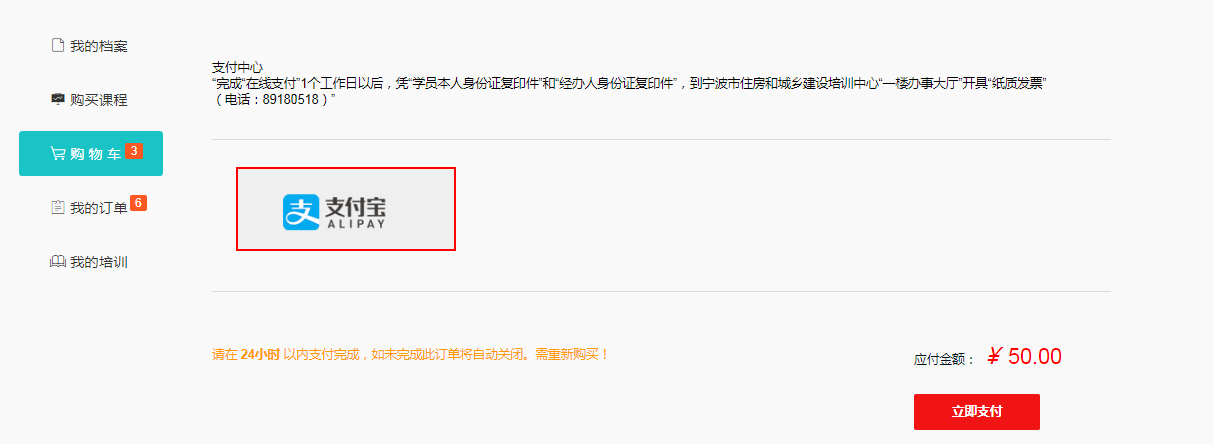 我的档案
购买课程
购 物 车 3
我的订单 6
我的培训
支付中心
“完成“在线支付”1个工作日以后，凭“学员本人身份证复印件”和“经办人身份证复印件”，到宁波市住房和城乡建设培训中心“一楼办事大厅”开具“纸质发票”
（电话：89180518）”
支 支付宝
ALIPAY
请在 24小时 以内支付完成，如未完成此订单将自动关闭。需重新购买！
应付金额： ￥ 50.00
立即支付